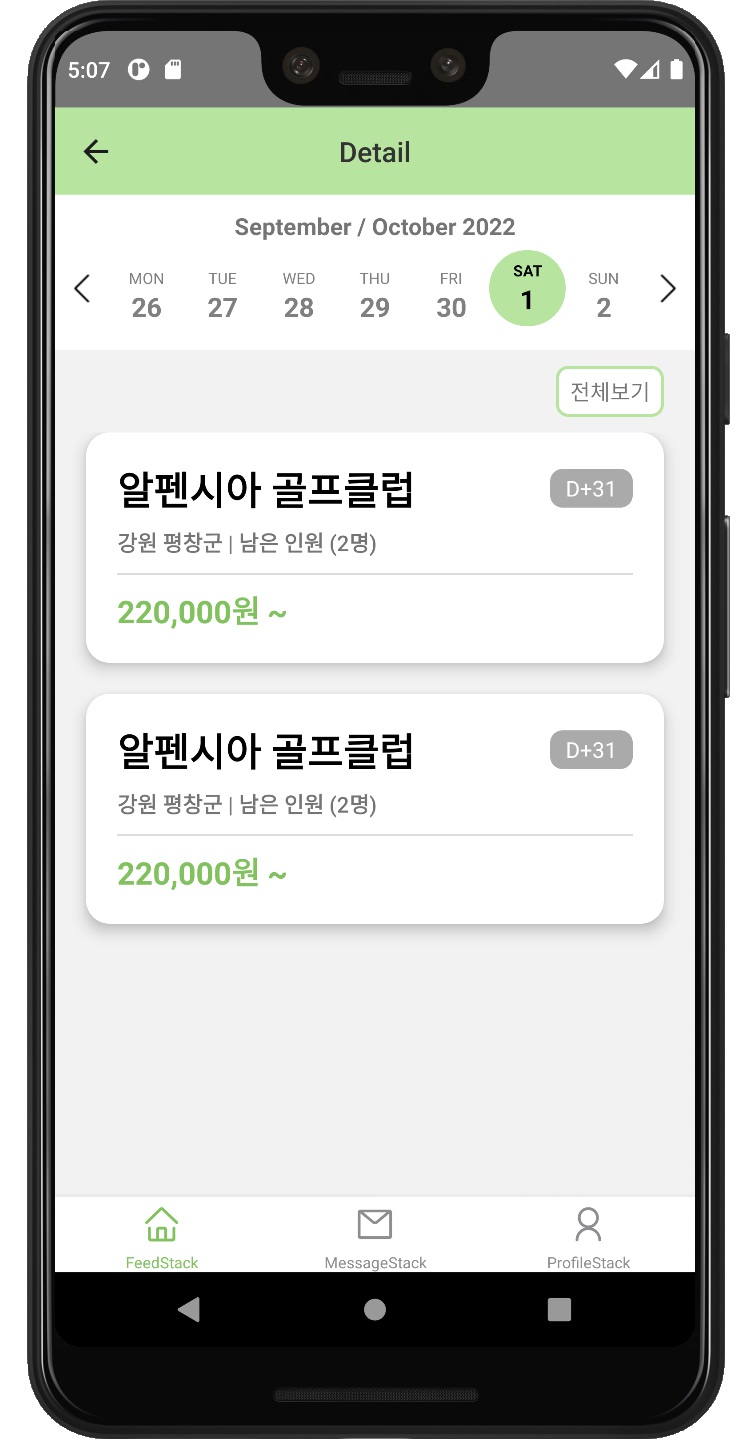 5:07
Detail
September / October 2022
MON TUE WED THU FRI SAT SUN
26 27 28 29 30 1 2
전체보기
알펜시아 골프클럽 D+31
강원 평창군 | 남은 인원 (2명)
220,000원 ~
알펜시아 골프클럽 D+31
강원 평창군 | 남은 인원 (2명)
220,000원 ~
FeedStack MessageStack ProfileStack